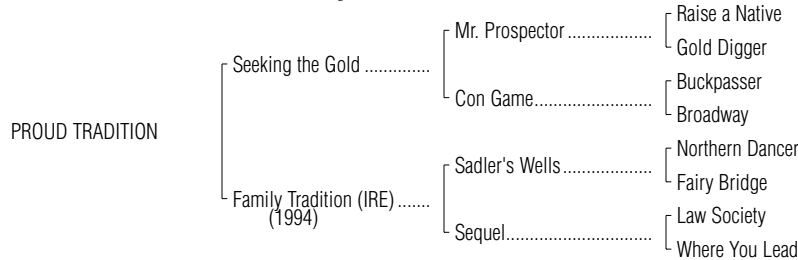 Raise a Native
Mr. Prospector ..................
Gold Digger
Seeking the Gold ..............
Buckpasser
Con Game.........................
Broadway
PROUD TRADITION
Northern Dancer
Sadler's Wells...................
Fairy Bridge
Family Tradition (IRE) .......
(1994)
Law Society
Sequel...............................
Where You Lead